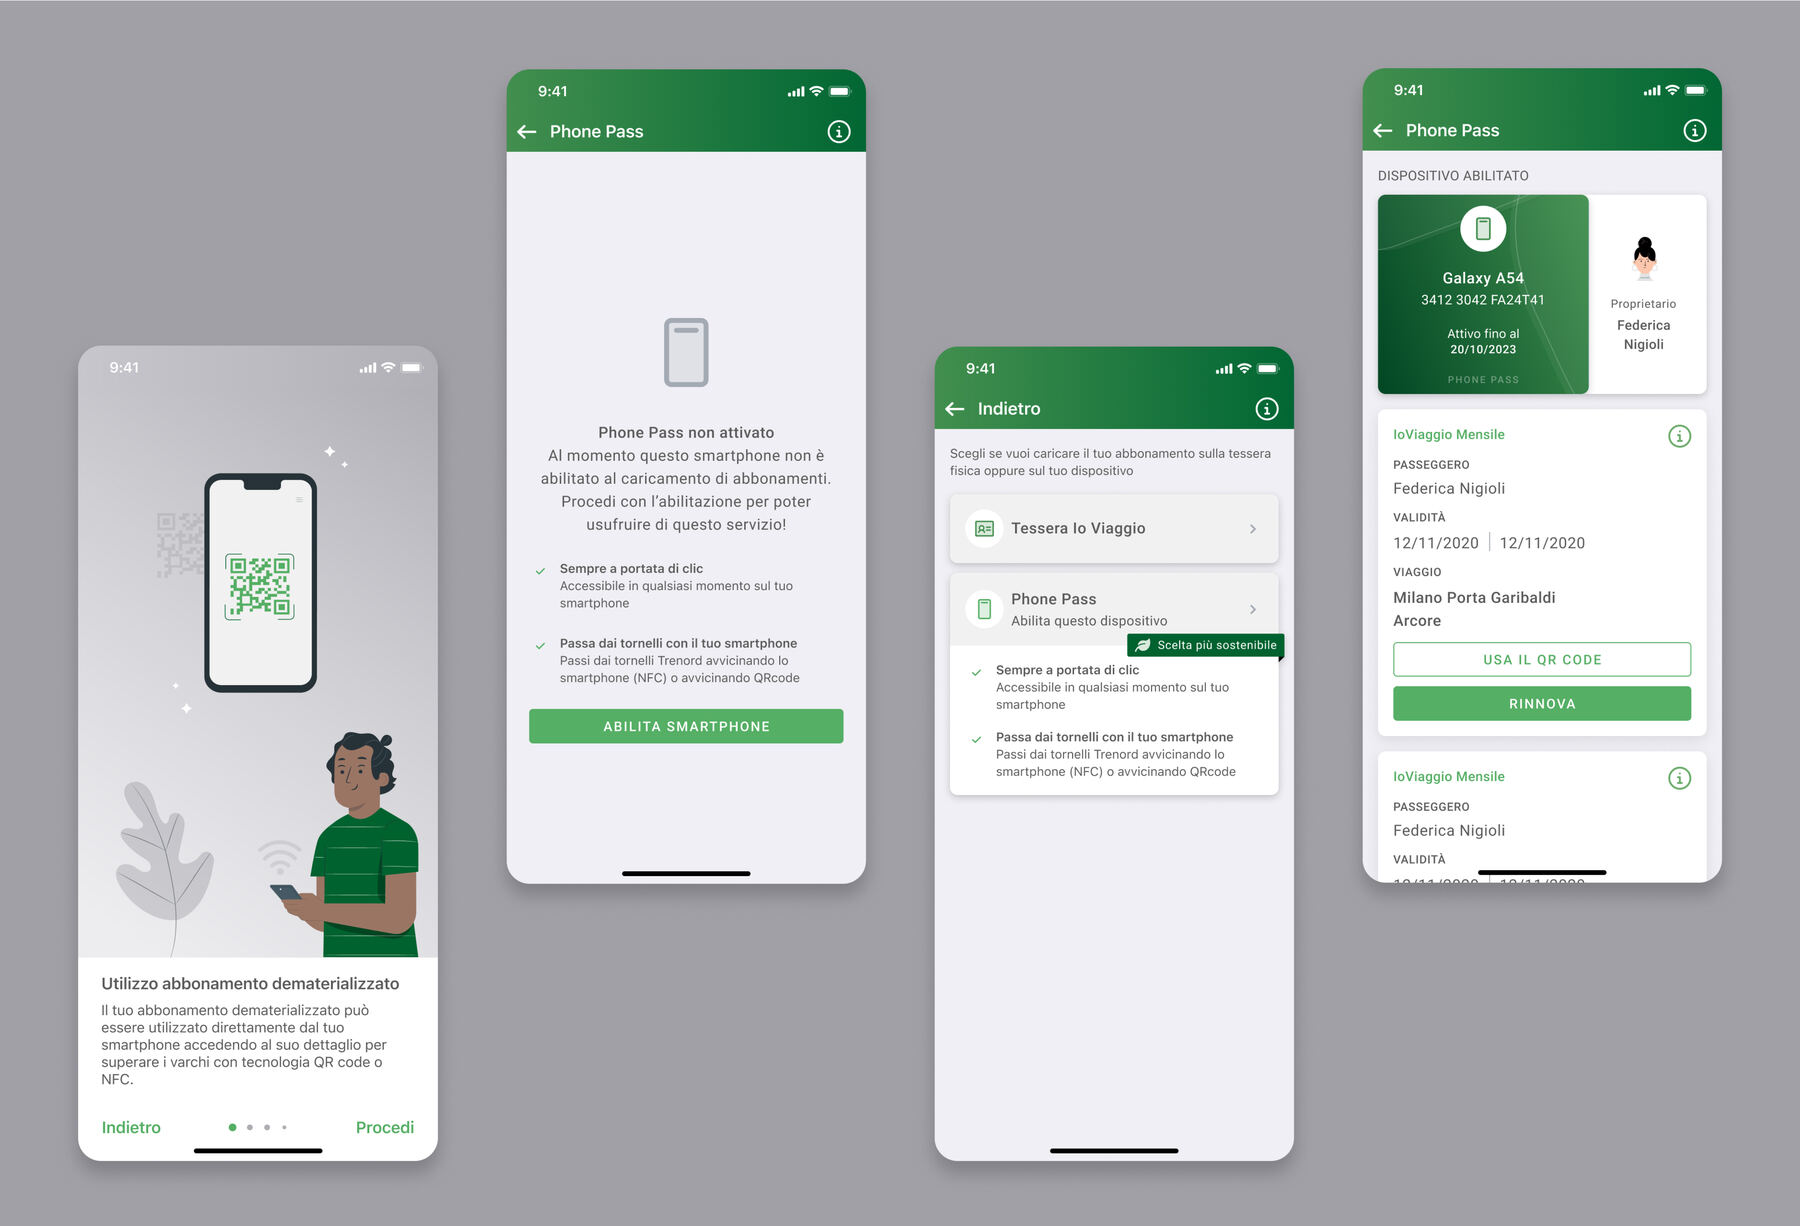 9:41
Utilizzo abbonamento dematerializzato
Il tuo abbonamento dematerializzato può
essere utilizzato direttamente dal tuo
smartphone accedendo al suo dettaglio per
superare i varchi con tecnologia QR code o
NFC.
Indietro
Procedi
9:41
Phone Pass
Phone Pass non attivato
Al momento questo smartphone non è
abilitato al caricamento di abbonamenti.
Procedi con l'abilitazione per poter
usufruire di questo servizio!
Sempre a portata di clic
Accessibile in qualsiasi momento sul tuo
smartphone
Passa dai tornelli con il tuo smartphone
Passi dai tornelli Trenord avvicinando lo
smartphone (NFC) o avvicinando QRcode
ABILITA SMARTPHONE
9:41
Indietro
Scegli se vuoi caricare il tuo abbonamento sulla tessera
fisica oppure sul tuo dispositivo
Tessera Io Viaggio
Phone Pass
Abilita questo dispositivo
Scelta più sostenibile
Sempre a portata di clic
Accessibile in qualsiasi momento sul tuo
smartphone
Passa dai tornelli con il tuo smartphone
Passi dai tornelli Trenord avvicinando lo
smartphone (NFC) o avvicinando QRcode
9:41
Phone Pass
DISPOSITIVO ABILITATO
Galaxy A54
3412 3042 FA24T41
Attivo fino al
20/10/2023
PHONE PASS
Proprietario
Federica
Nigioli
IoViaggio Mensile
PASSEGGERO
Federica Nigioli
VALIDITÀ
12/11/2020 12/11/2020
VIAGGIO
Milano Porta Garibaldi
Arcore
USA IL QR CODE
RINNOVA
IoViaggio Mensile
PASSEGGERO
Federica Nigioli
VALIDITÀ